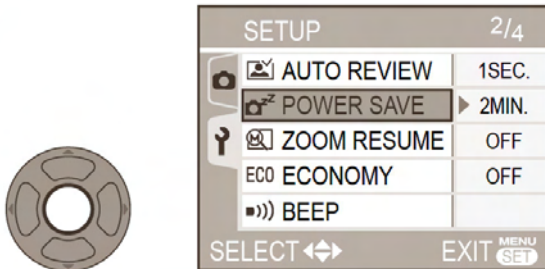 SETUP 2/4
AUTO REVIEW 1SEC.
zZ POWER SAVE 2MIN.
ZOOM RESUME OFF
ECO ECONOMY OFF
BEEP
SELECT EXIT MENU SET